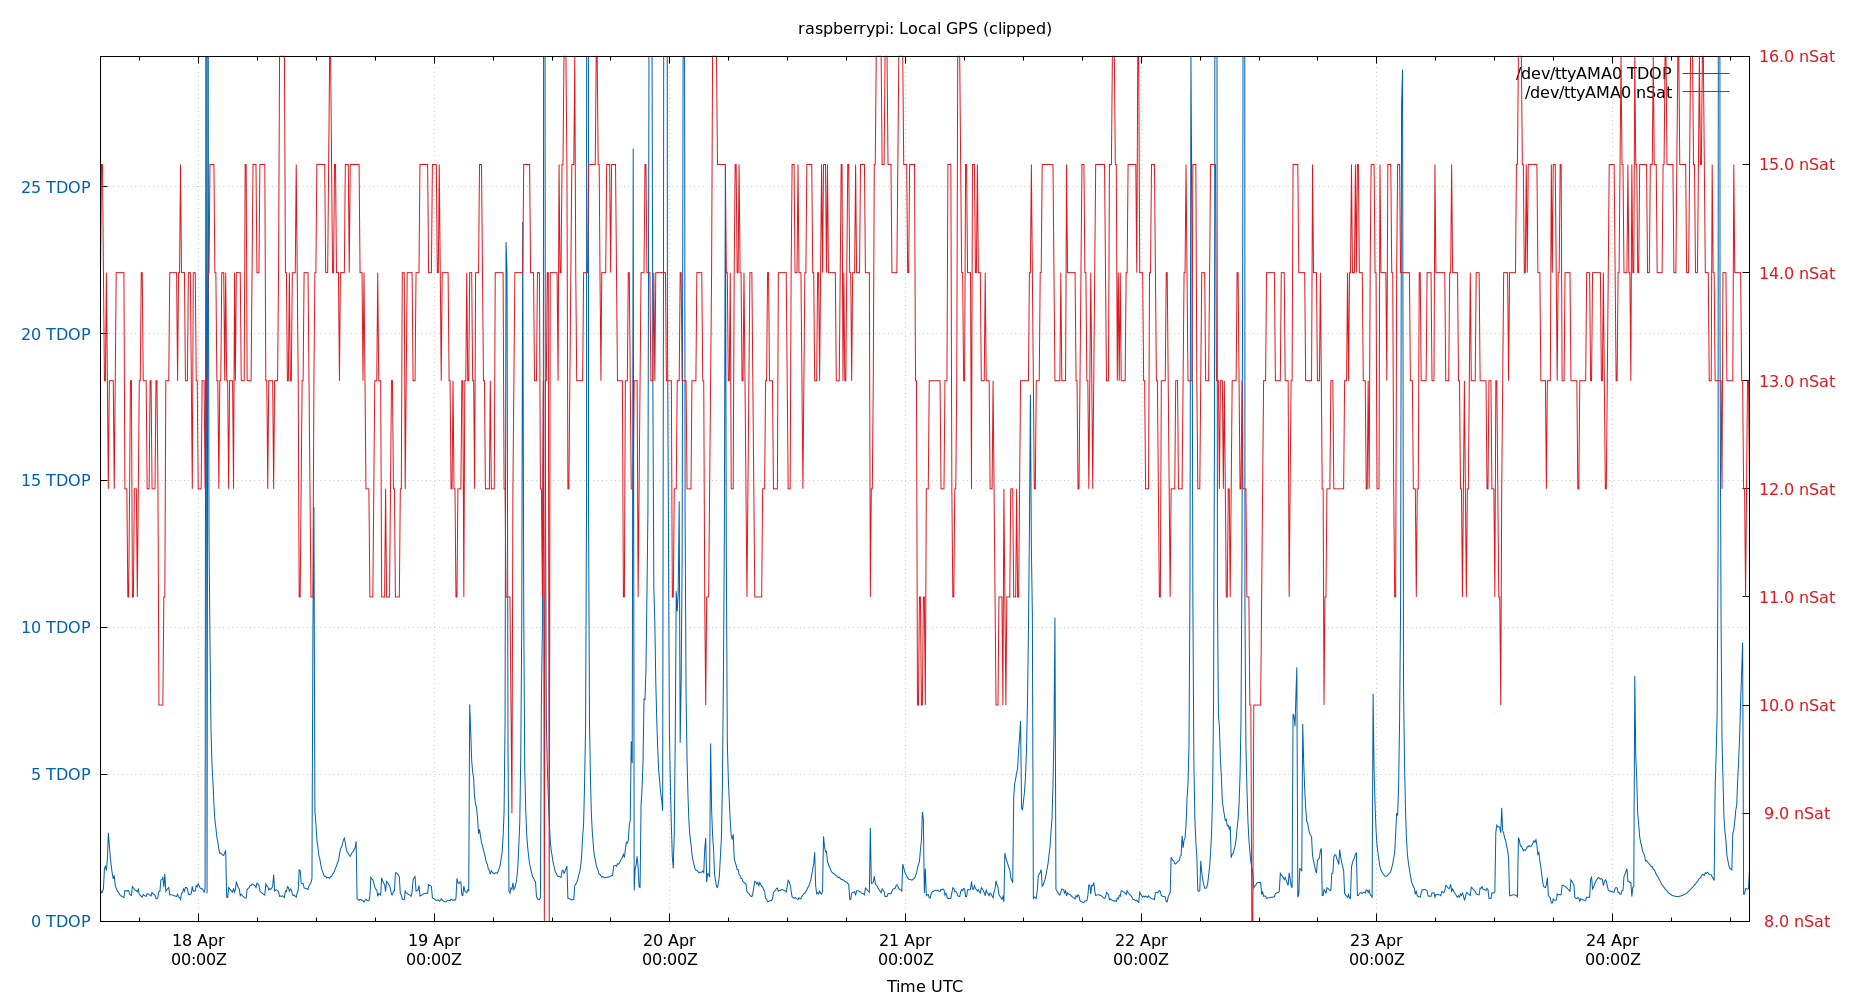 raspberrypi: Local GPS (clipped)
/dev/ttyAMA0 TDOP
/dev/ttyAMA0 nSat
25 TDOP
20 TDOP
15 TDOP
10 TDOP
5 TDOP
0 TDOP
16.0 nSat
15.0 nSat
14.0 nSat
13.0 nSat
12.0 nSat
11.0 nSat
10.0 nSat
9.0 nSat
8.0 nSat
18 Apr
00:00Z
19 Apr
00:00Z
20 Apr
00:00Z
21 Apr
00:00Z
22 Apr
00:00Z
23 Apr
00:00Z
24 Apr
00:00Z
Time UTC